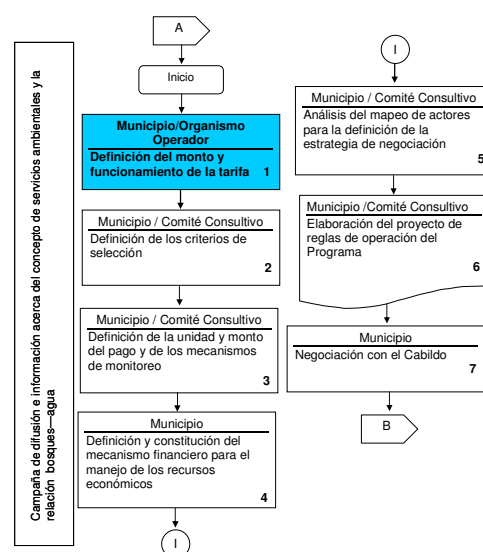 Campaña de difusión e información acerca del concepto de servicios ambientales y la
relación bosques—agua
A
Inicio
Municipio/Organismo
Operador
Definición del monto y
funcionamiento de la tarifa 1
Municipio / Comité Consultivo
Definición de los criterios de
selección
2
Municipio / Comité Consultivo
Definición de la unidad y monto
del pago y de los mecanismos
de monitoreo
3
Municipio
Definición y constitución del
mecanismo financiero para el
manejo de los recursos
económicos
4
I
I
Municipio / Comité Consultivo
Análisis del mapeo de actores
para la definición de la
estrategia de negociación
5
Municipio /Comité Consultivo
Elaboración del proyecto de
reglas de operación del
Programa
6
Municipio
Negociación con el Cabildo
7
B